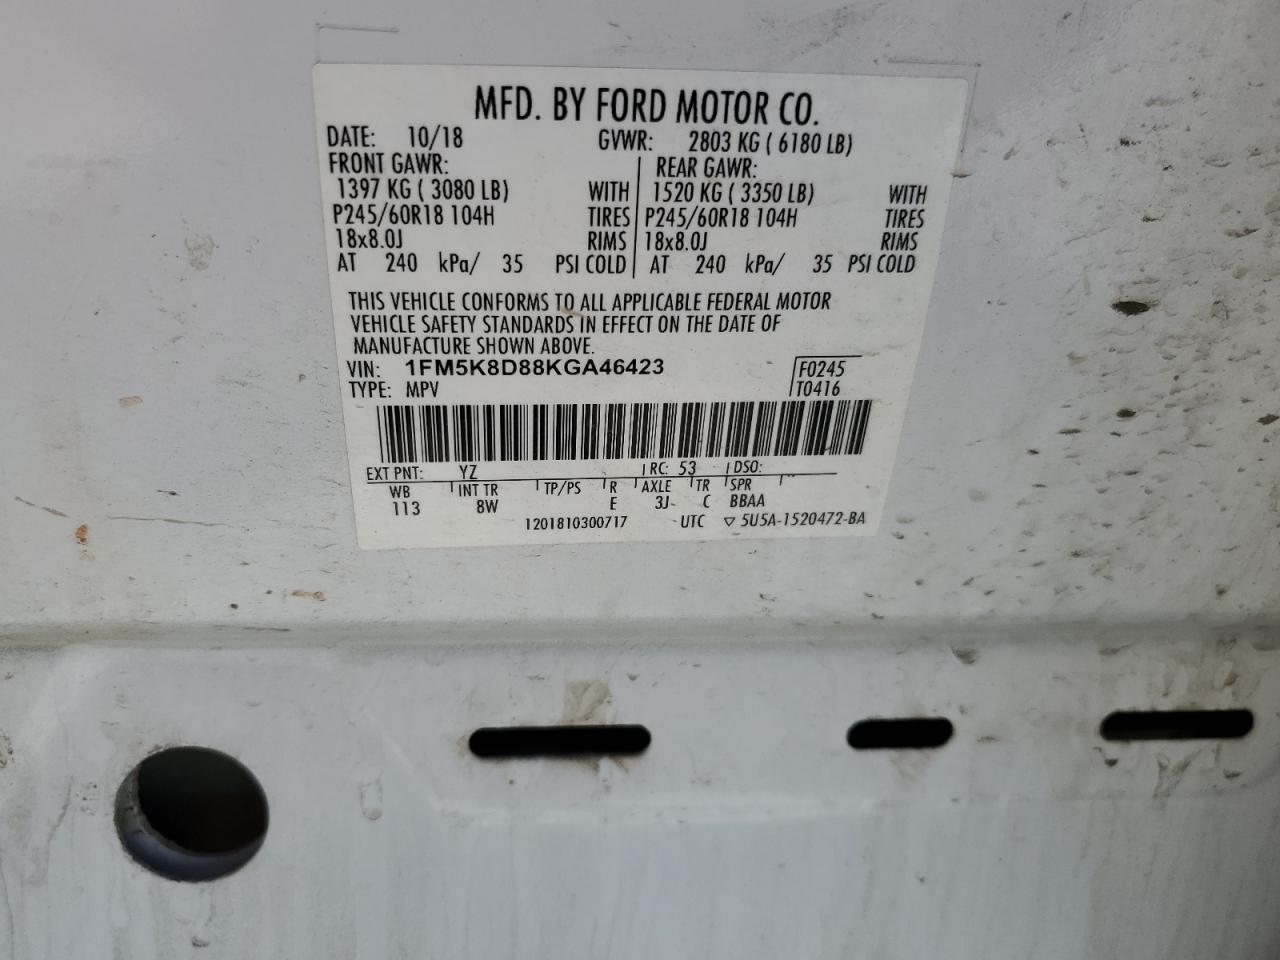 MFD. BY FORD MOTOR CO.
DATE: 10/18 GVWR: 2803 KG ( 6180 LB)
FRONT GAWR: REAR GAWR:
1397 KG ( 3080 LB) WITH 1520 KG ( 3350 LB) WITH
P245/60R18 104H TIRES P245/60R18 104H TIRES
18x8.0J RIMS 18x8.0J RIMS
AT 240 kPa/ 35 PSI COLD AT 240 kPa/ 35 PSI COLD
THIS VEHICLE CONFORMS TO ALL APPLICABLE FEDERAL MOTOR
VEHICLE SAFETY STANDARDS IN EFFECT ON THE DATE OF
MANUFACTURE SHOWN ABOVE.
VIN: 1FM5K8D88KGA46423 F0245
TYPE: MPV T0416
EXT PNT: YZ RC: 53 DSO:
WB INT TR TP/PS R AXLE TR SPR
113 8W E 3J C BBAA
1201810300717 UTC ▽ 5U5A-1520472-BA